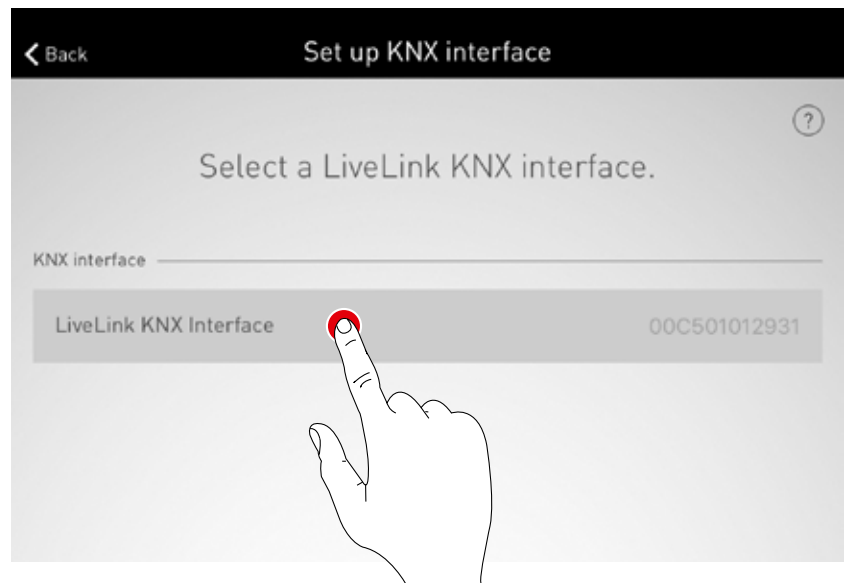 Back
Set up KNX interface
?
Select a LiveLink KNX interface.
KNX interface
LiveLink KNX Interface 00C501012931